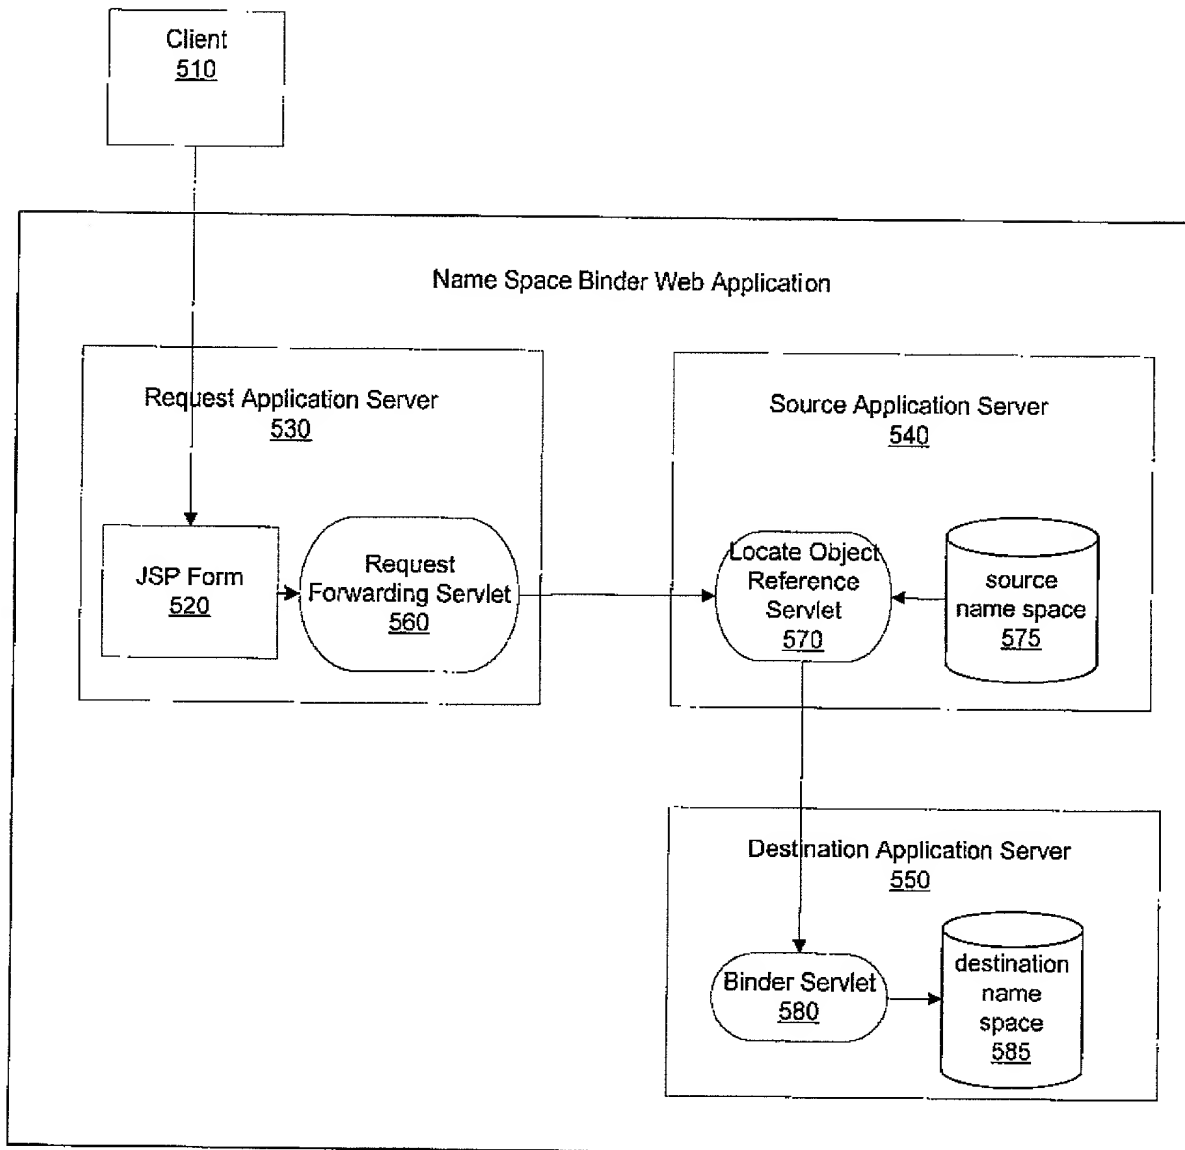 Client
510
Name Space Binder Web Application
Request Application Server
530
Source Application Server
540
JSP Form
520
Request
Forwarding Servlet
560
Locate Object
Reference
Servlet
570
source
name space
575
Destination Application Server
550
Binder Servlet
580
destination
name
space
585